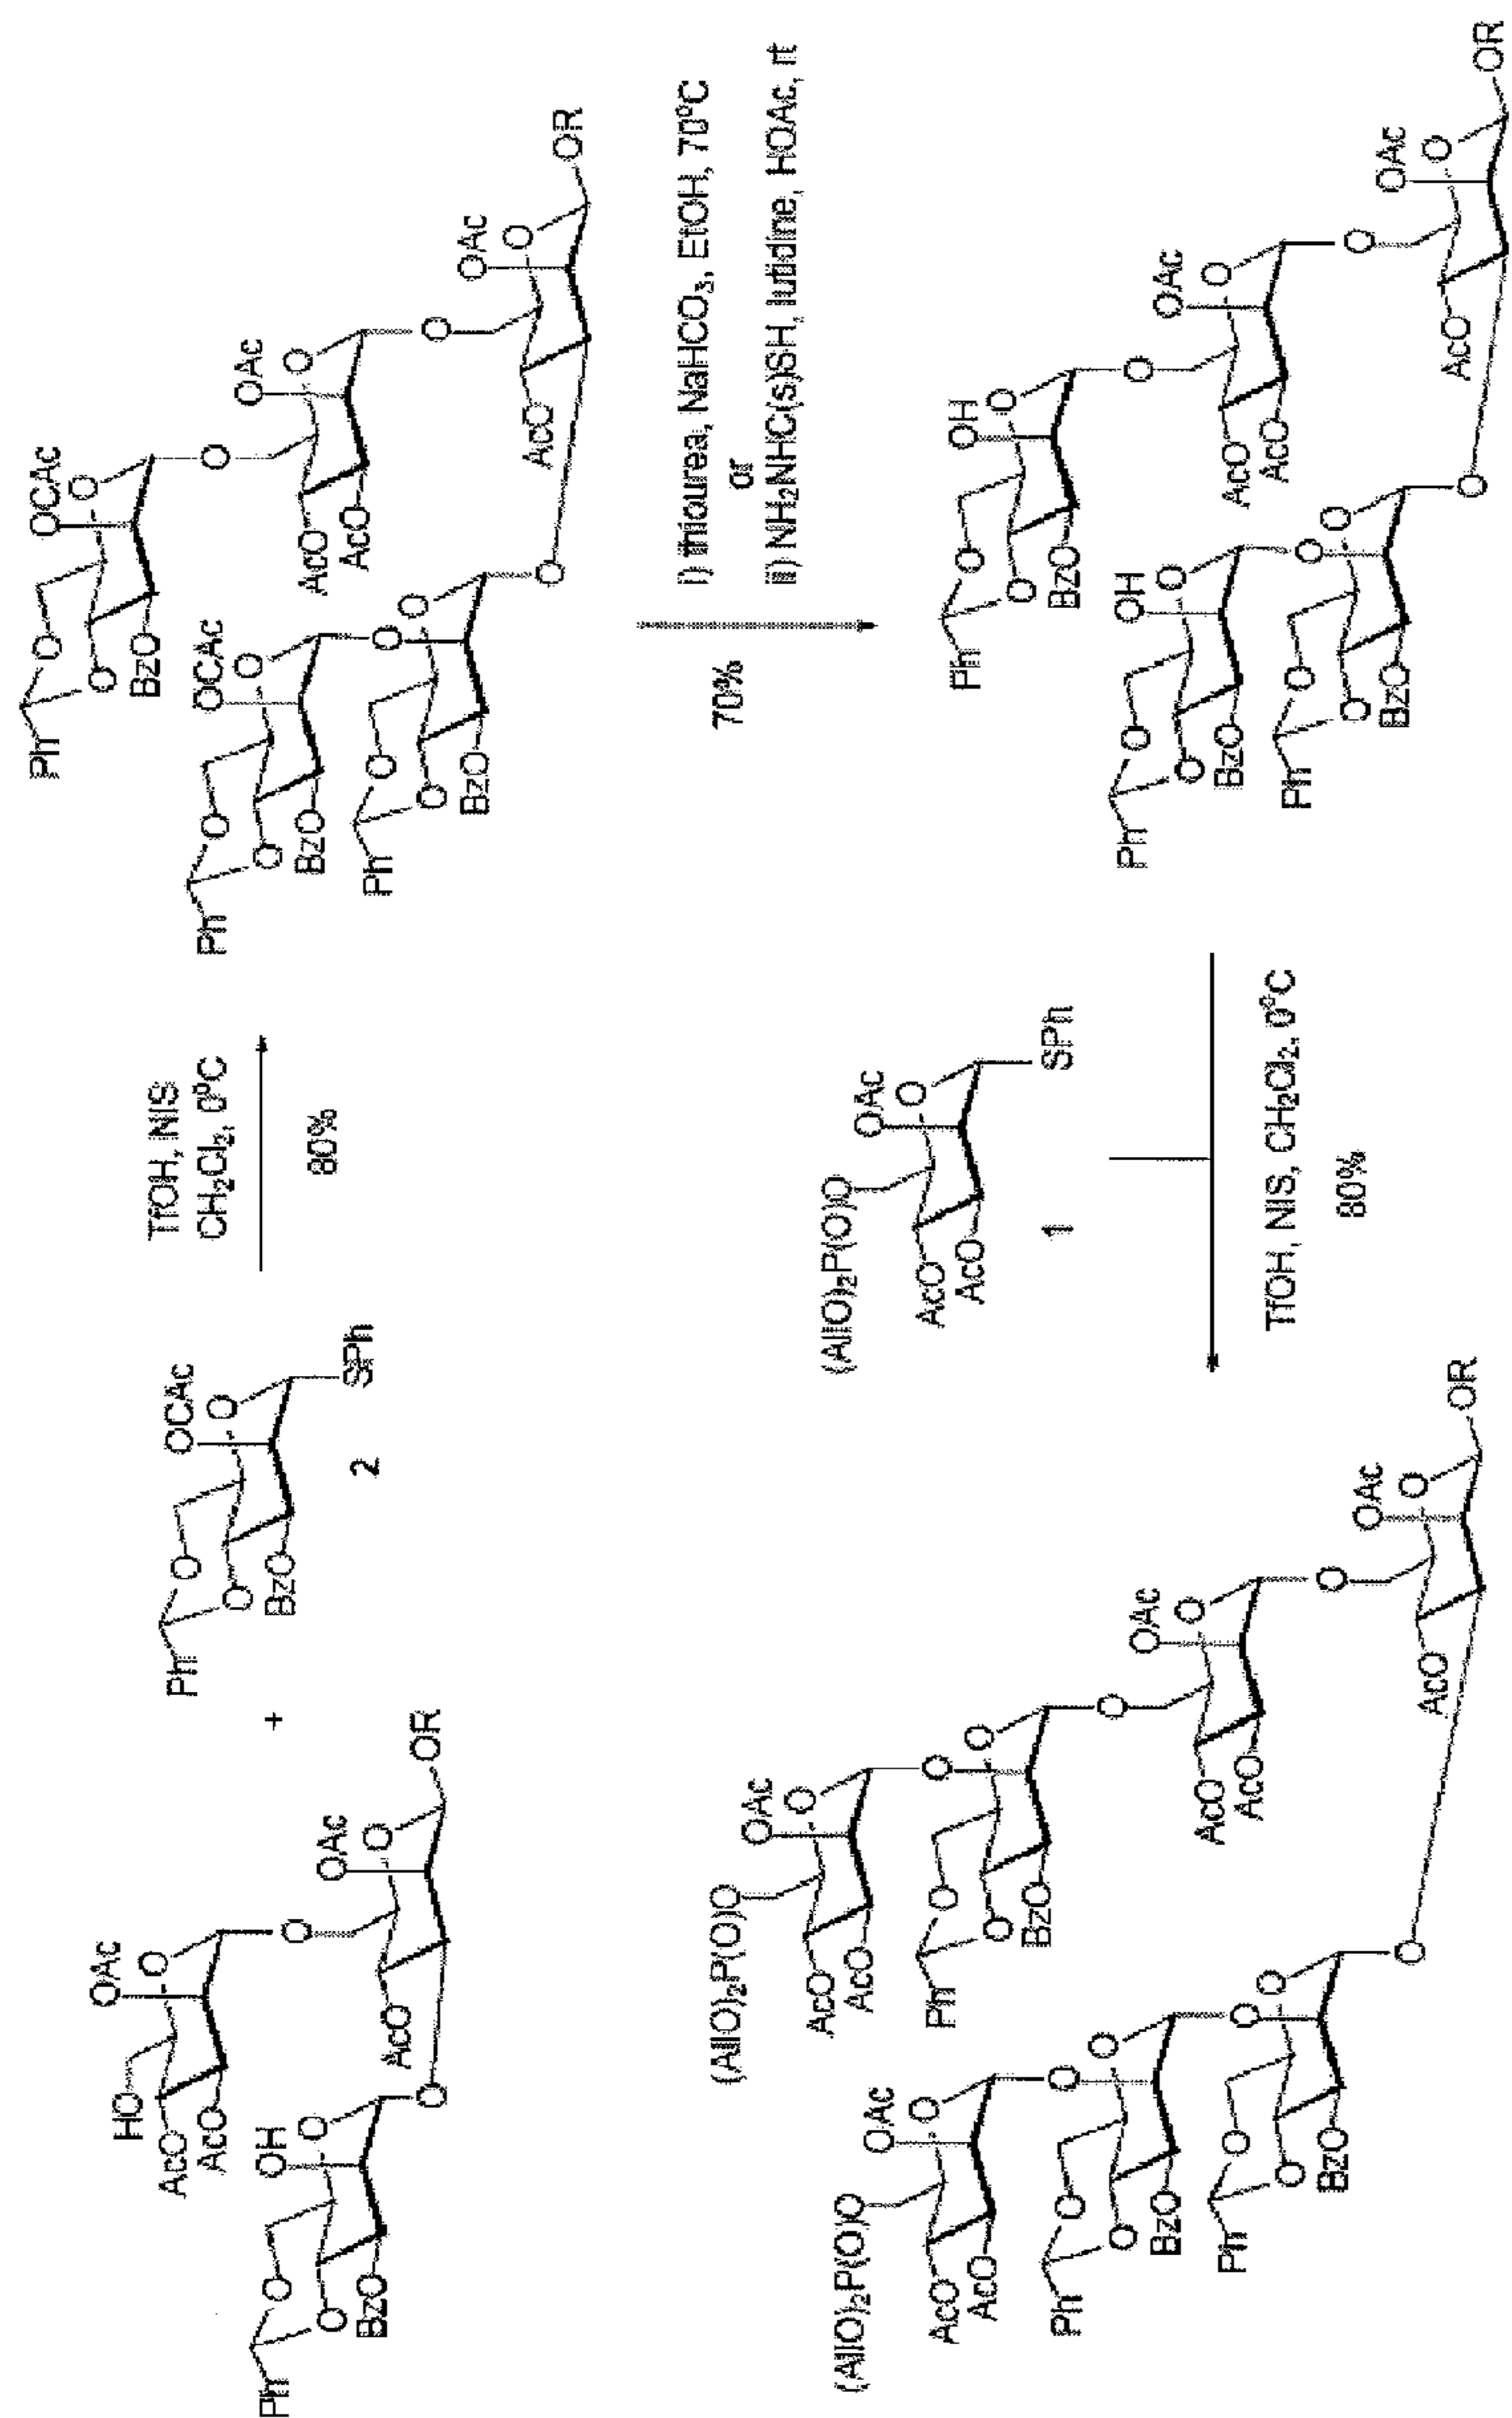 OAc
HO
AcO
AcO
O
O
OH
O
OAc
O
Ph
O
O
BzO
AcO
O
OR
+
OCAc
O
Ph
O
O
BzO
SPh
2
TfOH, NIS
CH₂Cl₂, 0⁰C
80%
OCAc
O
Ph
O
O
BzO
O
OAc
O
AcO
AcO
O
OCAc
O
Ph
O
O
BzO
O
OAc
O
Ph
O
O
BzO
O
AcO
O
OR
70%
i) thiourea, NaHCO₃, EtOH, 70⁰C
or
ii) NH₂NHC(s)SH, lutidine, HOAc, rt
OH
O
Ph
O
O
BzO
O
OAc
O
AcO
AcO
O
OH
O
Ph
O
O
BzO
O
OAc
O
Ph
O
O
BzO
O
AcO
O
OR
(AllO)₂P(O)O
OAc
O
AcO
AcO
SPh
1
TfOH, NIS, CH₂Cl₂, 0⁰C
80%
(AllO)₂P(O)O
OAc
O
AcO
AcO
O
O
Ph
O
O
BzO
O
OAc
O
AcO
AcO
O
(AllO)₂P(O)O
OAc
O
AcO
AcO
O
O
Ph
O
O
BzO
O
OAc
O
Ph
O
O
BzO
O
AcO
O
OR